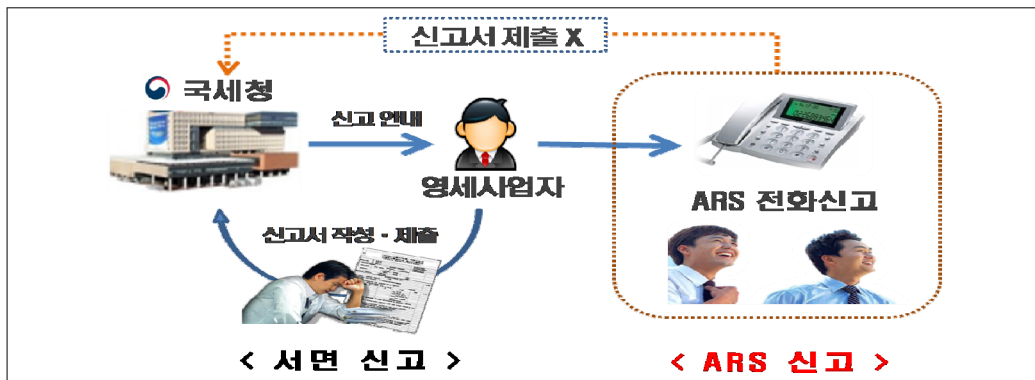 신고서 제출 X
국세청
신고 안내
영세사업자
신고서 작성 · 제출
ARS 전화신고
< 서면 신고 >
< ARS 신고 >